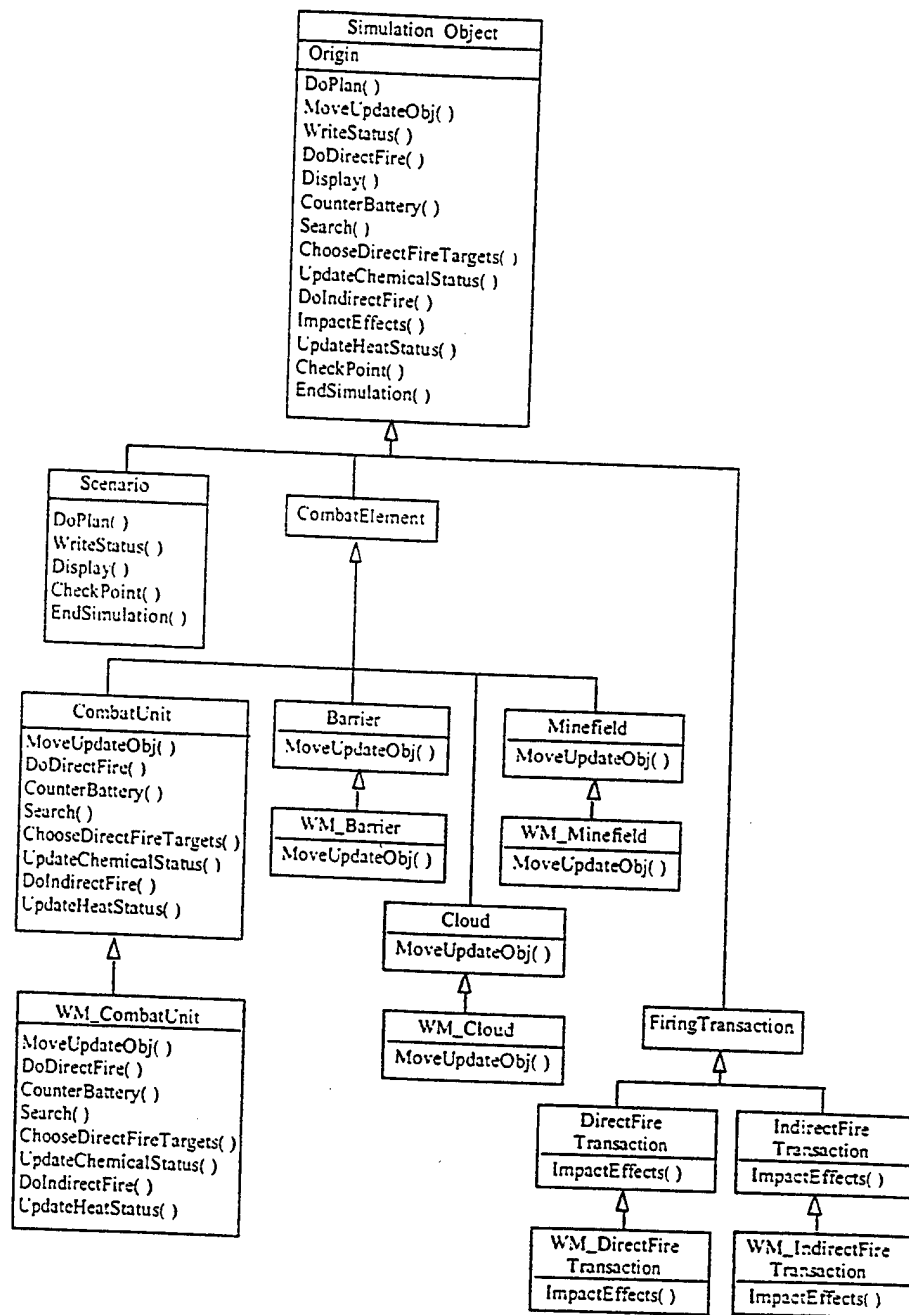 Simulation Object
Origin
DoPlan( )
MoveUpdateObj( )
WriteStatus( )
DoDirectFire( )
Display( )
CounterBattery( )
Search( )
ChooseDirectFireTargets( )
UpdateChemicalStatus( )
DoIndirectFire( )
ImpactEffects( )
UpdateHeatStatus( )
CheckPoint( )
EndSimulation( )
Scenario
DoPlan( )
WriteStatus( )
Display( )
CheckPoint( )
EndSimulation( )
CombatElement
CombatUnit
MoveUpdateObj( )
DoDirectFire( )
CounterBattery( )
Search( )
ChooseDirectFireTargets( )
UpdateChemicalStatus( )
DoIndirectFire( )
UpdateHeatStatus( )
Barrier
MoveUpdateObj( )
Minefield
MoveUpdateObj( )
WM_Barrier
MoveUpdateObj( )
WM_Minefield
MoveUpdateObj( )
Cloud
MoveUpdateObj( )
WM_CombatUnit
MoveUpdateObj( )
DoDirectFire( )
CounterBattery( )
Search( )
ChooseDirectFireTargets( )
UpdateChemicalStatus( )
DoIndirectFire( )
UpdateHeatStatus( )
WM_Cloud
MoveUpdateObj( )
FiringTransaction
DirectFire
Transaction
ImpactEffects( )
IndirectFire
Transaction
ImpactEffects( )
WM_DirectFire
Transaction
ImpactEffects( )
WM_IndirectFire
Transaction
ImpactEffects( )